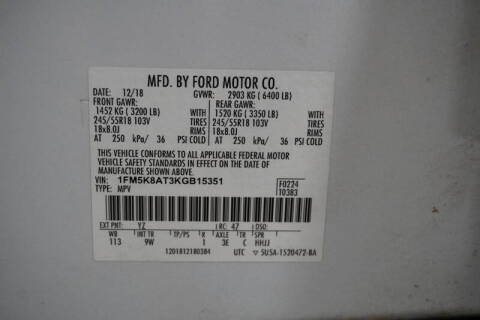 MFD. BY FORD MOTOR CO.
DATE: 12/18 GVWR: 2903 KG ( 6400 LB)
FRONT GAWR: REAR GAWR:
1452 KG ( 3200 LB) WITH 1520 KG ( 3350 LB) WITH
245/55R18 103V TIRES 245/55R18 103V TIRES
18x8.0J RIMS 18x8.0J RIMS
AT 250 kPa/ 36 PSI COLD AT 250 kPa/ 36 PSI COLD
THIS VEHICLE CONFORMS TO ALL APPLICABLE FEDERAL MOTOR
VEHICLE SAFETY STANDARDS IN EFFECT ON THE DATE OF
MANUFACTURE SHOWN ABOVE.
VIN: 1FM5K8AT3KGB15351 F0224
TYPE: MPV T0383
EXT PNT: YZ RC: 47 DSO:
WB INT TR TP/PS R AXLE TR SPR
113 9W 1 3E C HHJJ
1201812180384 UTC ▽ 5U5A-1520472-BA